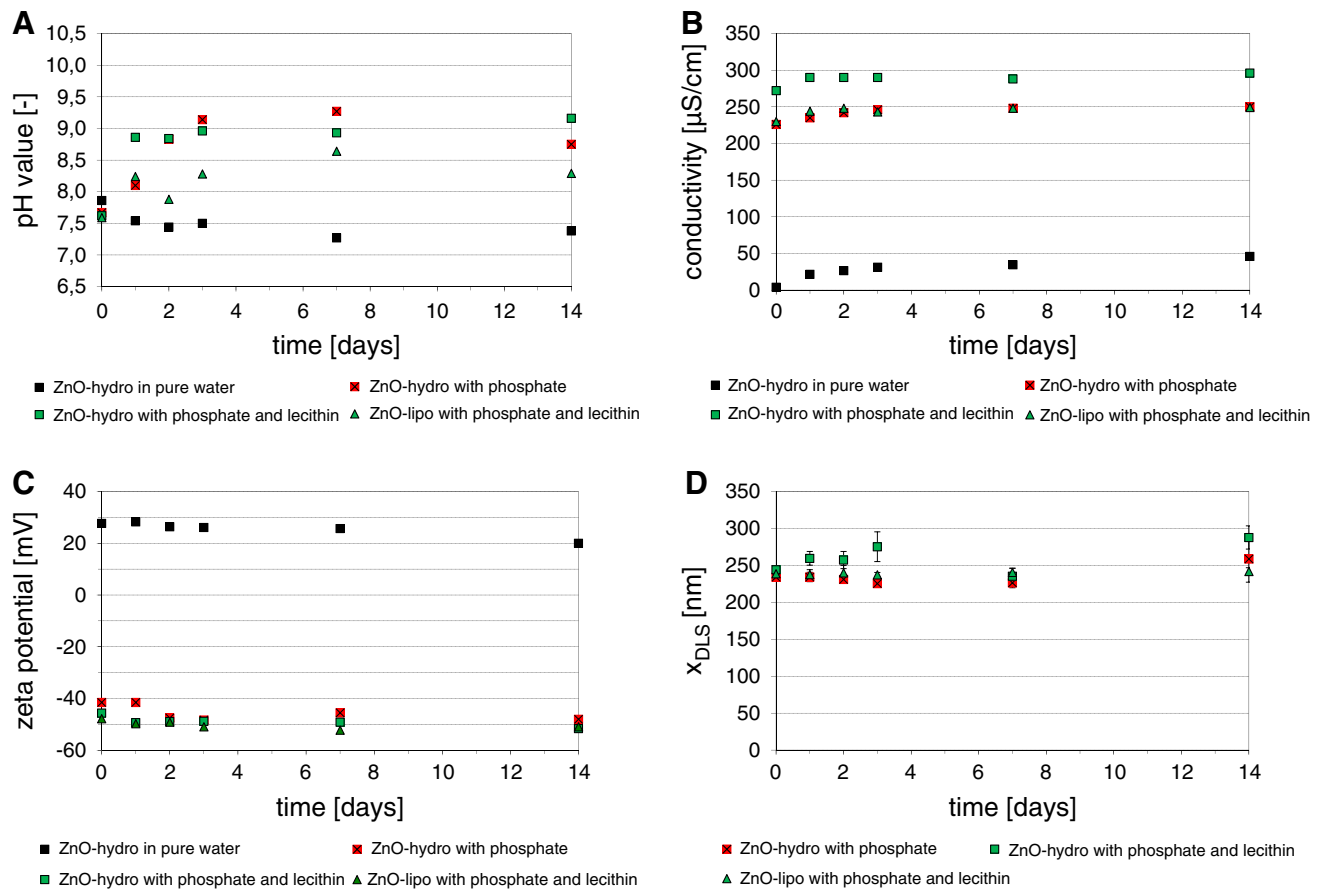 A
10,5
10,0
9,5
9,0
8,5
8,0
7,5
7,0
6,5
pH value [-]
0 2 4 6 8 10 12 14
time [days]
ZnO-hydro in pure water
ZnO-hydro with phosphate
ZnO-hydro with phosphate and lecithin
ZnO-lipo with phosphate and lecithin
B
350
300
250
200
150
100
50
0
conductivity [µS/cm]
0 2 4 6 8 10 12 14
time [days]
ZnO-hydro in pure water
ZnO-hydro with phosphate
ZnO-hydro with phosphate and lecithin
ZnO-lipo with phosphate and lecithin
C
40
20
0
-20
-40
-60
zeta potential [mV]
0 2 4 6 8 10 12 14
time [days]
ZnO-hydro in pure water
ZnO-hydro with phosphate
ZnO-hydro with phosphate and lecithin
ZnO-lipo with phosphate and lecithin
D
350
300
250
200
150
100
50
0
xDLS [nm]
0 2 4 6 8 10 12 14
time [days]
ZnO-hydro with phosphate
ZnO-hydro with phosphate and lecithin
ZnO-lipo with phosphate and lecithin